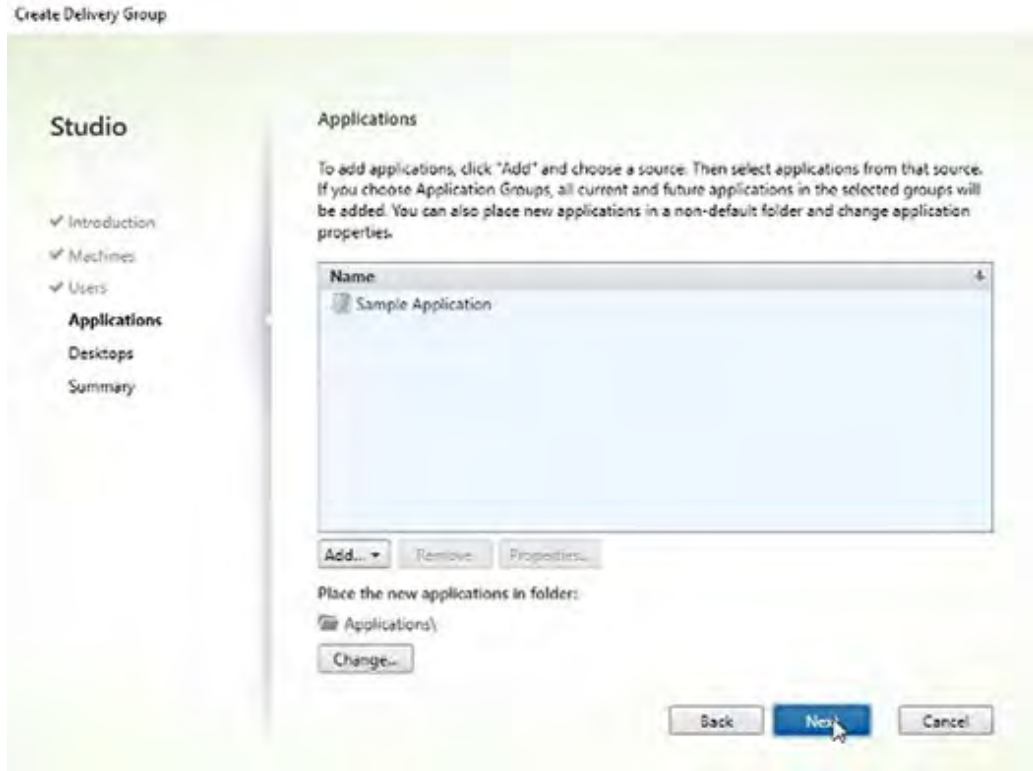 Create Delivery Group
Studio
Introduction
Machines
Users
Applications
Desktops
Summary
Applications
To add applications, click "Add" and choose a source. Then select applications from that source.
If you choose Application Groups, all current and future applications in the selected groups will
be added. You can also place new applications in a non-default folder and change application
properties.
Name
Sample Application
Add...
Remove
Properties...
Place the new applications in folder:
Applications\
Change...
Back
Next
Cancel